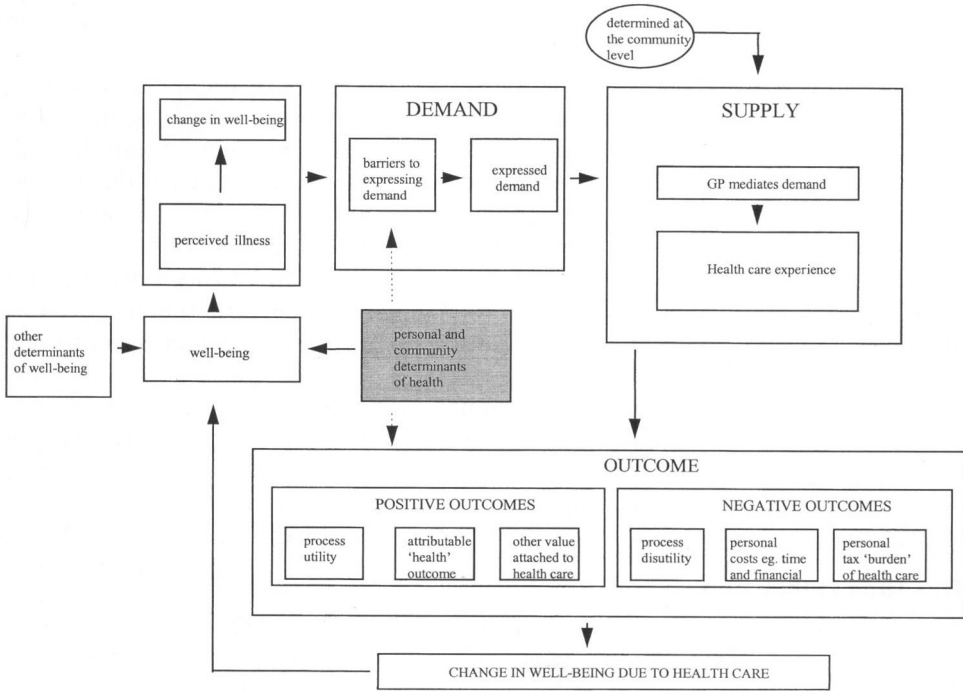 determined at
the community
level
change in well-being
perceived illness
DEMAND
barriers to
expressing
demand
expressed
demand
SUPPLY
GP mediates demand
Health care experience
other
determinants
of well-being
well-being
personal and
community
determinants
of health
OUTCOME
POSITIVE OUTCOMES
process
utility
attributable
‘health’
outcome
other value
attached to
health care
NEGATIVE OUTCOMES
process
disutility
personal
costs eg. time
and financial
personal
tax ‘burden’
of health care
CHANGE IN WELL-BEING DUE TO HEALTH CARE